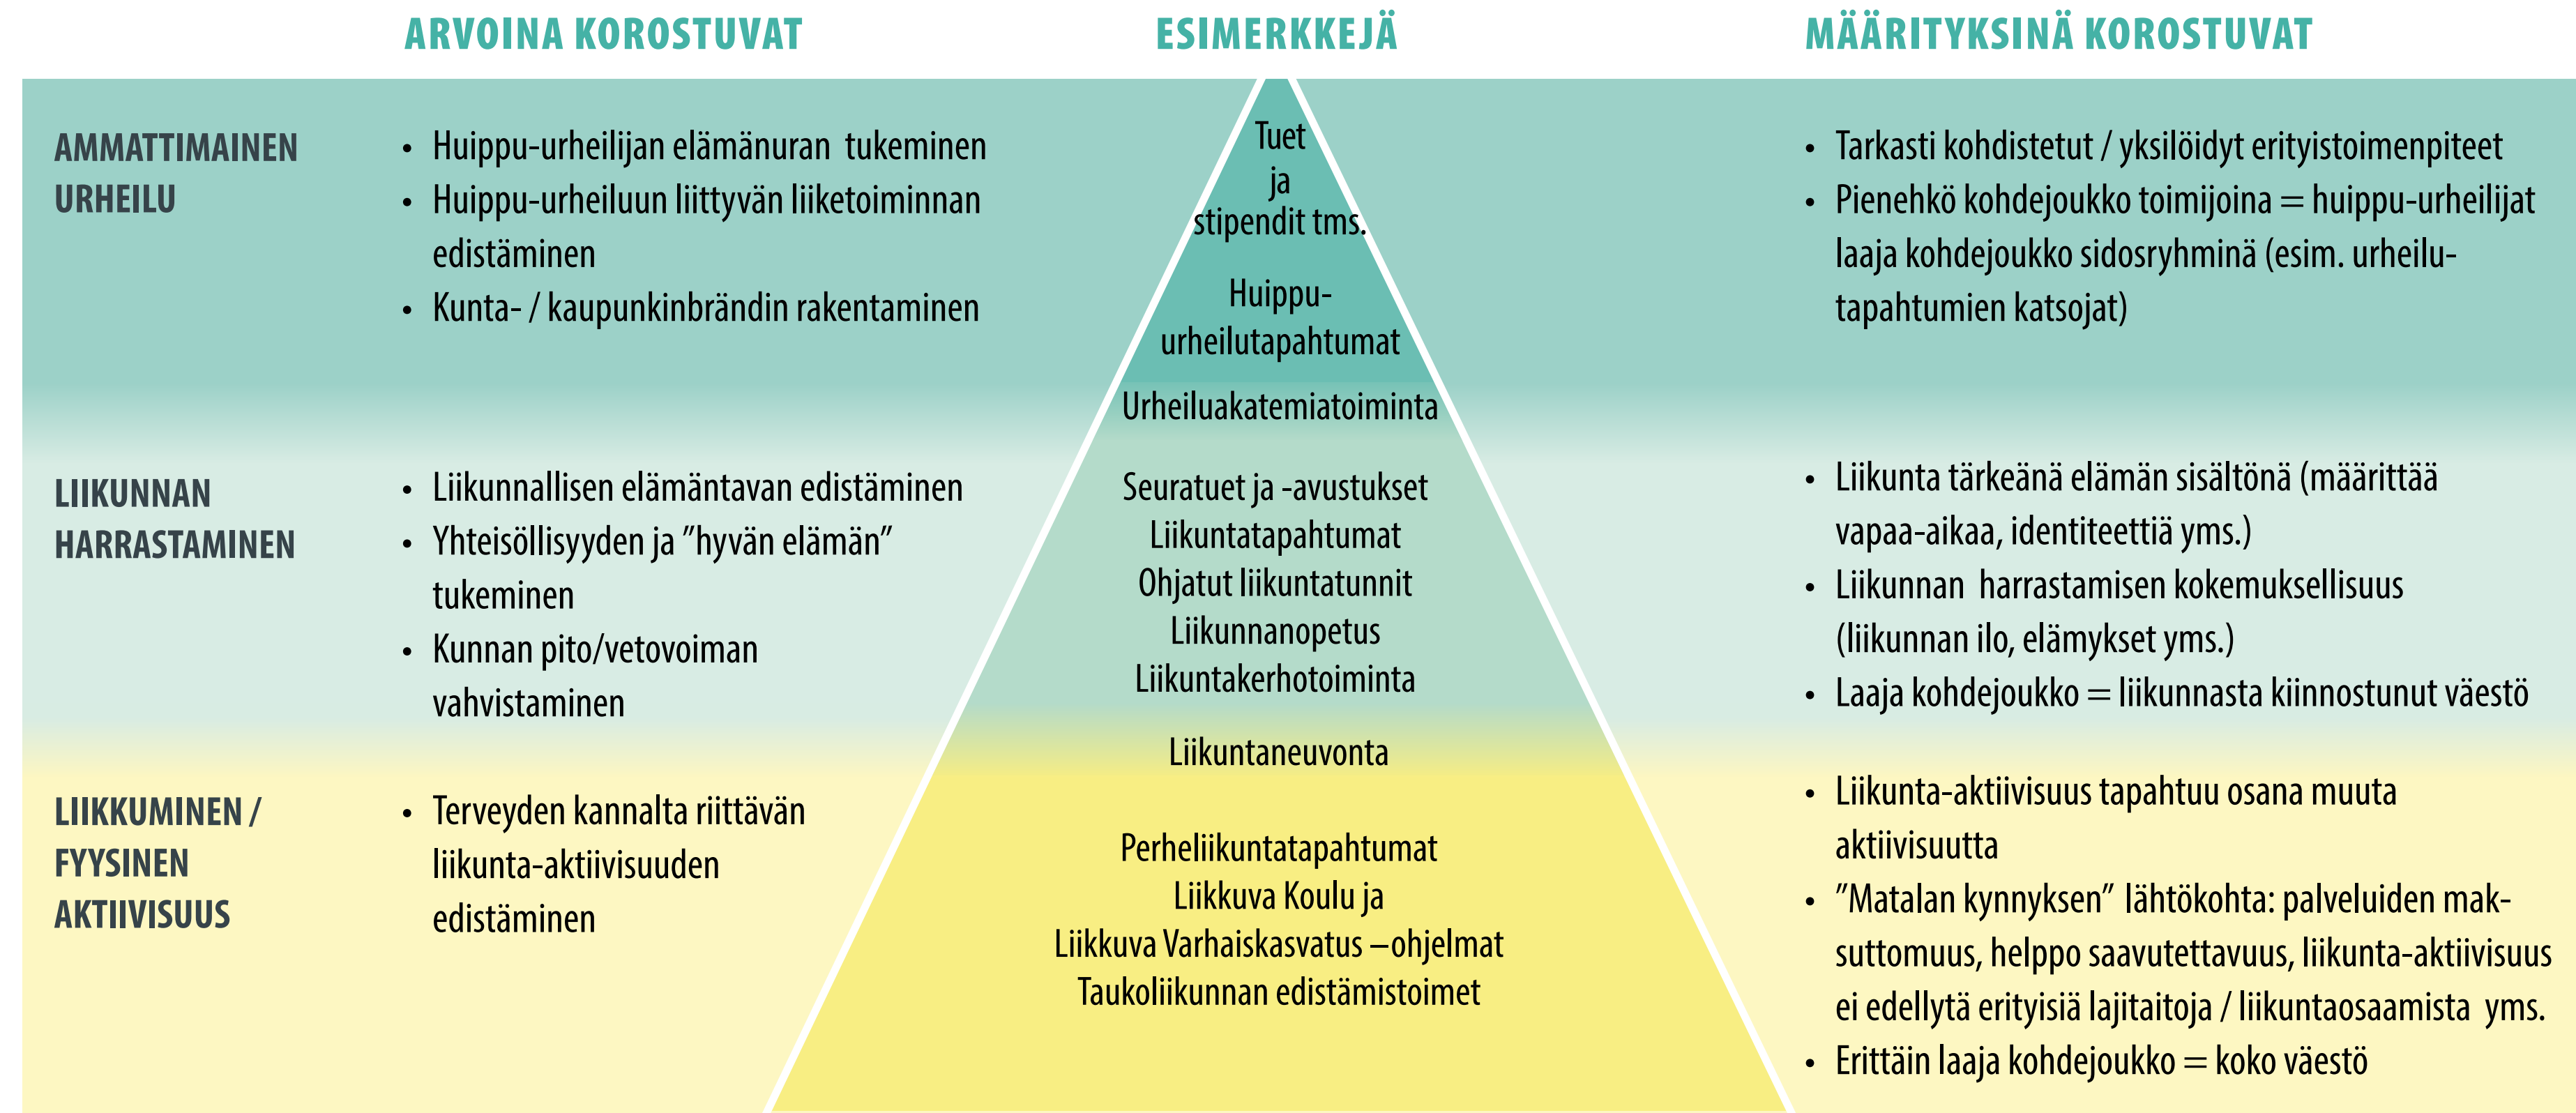 ARVOINA KOROSTUVAT
ESIMERKKEJÄ
MÄÄRITYKSINÄ KOROSTUVAT
AMMATTIMAINEN
URHEILU
• Huippu-urheilijan elämänuran tukeminen
• Huippu-urheiluun liittyvän liiketoiminnan
edistäminen
• Kunta- / kaupunkinbrändin rakentaminen
Tuet
ja
stipendit tms.
Huippu-
urheilutapahtumat
Urheiluakatemiatoiminta
• Tarkasti kohdistetut / yksilöidyt erityistoimenpiteet
• Pienehkö kohdejoukko toimijoina = huippu-urheilijat
laaja kohdejoukko sidosryhminä (esim. urheilu-
tapahtumien katsojat)
LIIKUNNAN
HARRASTAMINEN
• Liikunnallisen elämäntavan edistäminen
• Yhteisöllisyyden ja ”hyvän elämän”
tukeminen
• Kunnan pito/vetovoiman
vahvistaminen
Seuratuet ja -avustukset
Liikuntatapahtumat
Ohjatut liikuntatunnit
Liikunnanopetus
Liikuntakerhotoiminta
Liikuntaneuvonta
• Liikunta tärkeänä elämän sisältönä (määrittää
vapaa-aikaa, identiteettiä yms.)
• Liikunnan harrastamisen kokemuksellisuus
(liikunnan ilo, elämykset yms.)
• Laaja kohdejoukko = liikunnasta kiinnostunut väestö
LIIKKUMINEN /
FYYSINEN
AKTIIVISUUS
• Terveyden kannalta riittävän
liikunta-aktiivisuuden
edistäminen
Perheliikuntatapahtumat
Liikkuva Koulu ja
Liikkuva Varhaiskasvatus –ohjelmat
Taukoliikunnan edistämistoimet
• Liikunta-aktiivisuus tapahtuu osana muuta
aktiivisuutta
• ”Matalan kynnyksen” lähtökohta: palveluiden mak-
suttomuus, helppo saavutettavuus, liikunta-aktiivisuus
ei edellytä erityisiä lajitaitoja / liikuntaosaamista yms.
• Erittäin laaja kohdejoukko = koko väestö